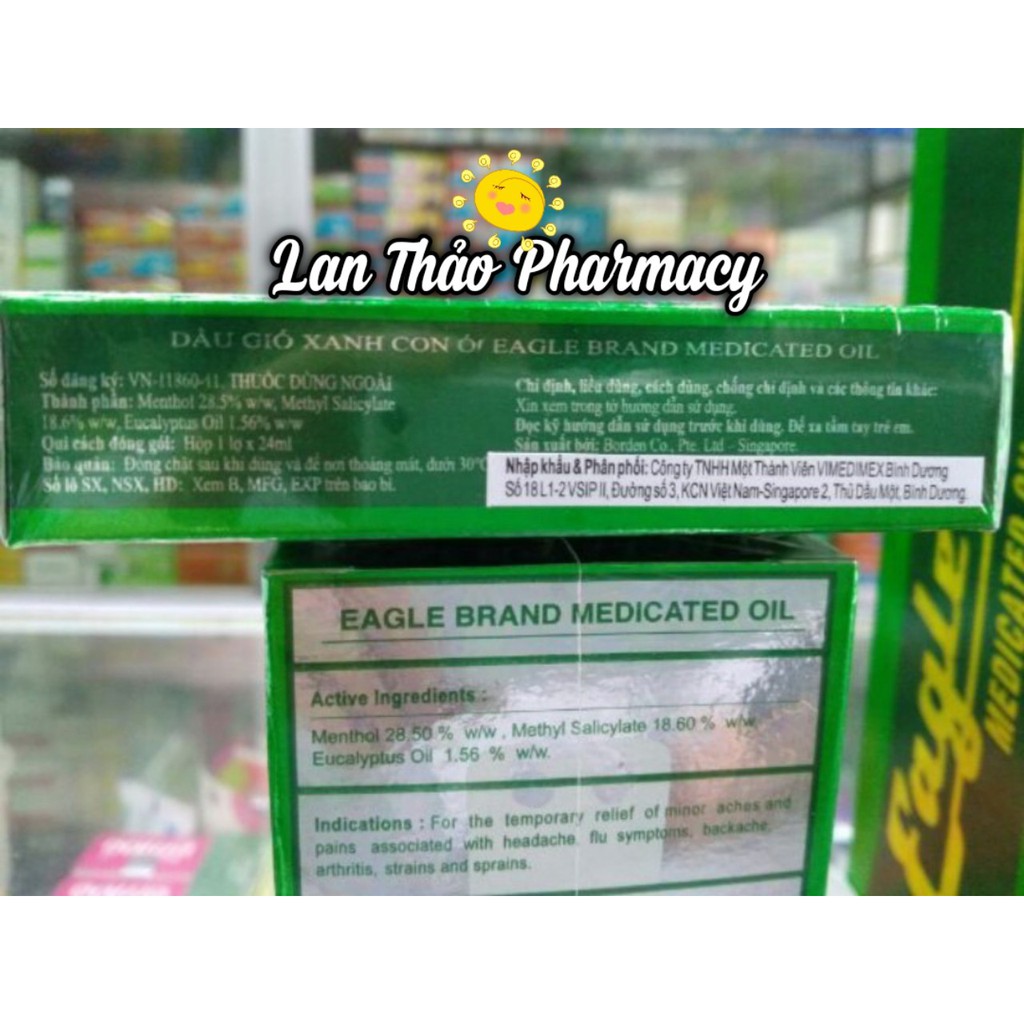 Lan Thảo Pharmacy
DẦU GIÓ XANH CON Ó/ EAGLE BRAND MEDICATED OIL
Số đăng ký: VN-11860-11. THUỐC DÙNG NGOÀI
Thành phần: Menthol 28.5% w/w, Methyl Salicylate
18.6% w/w, Eucalyptus Oil 1.56% w/w
Qui cách đóng gói: Hộp 1 lọ x 24ml
Bảo quản: Đóng chặt sau khi dùng và để nơi thoáng mát, dưới 30°C
Số lô SX, NSX, HD: Xem B, MFG, EXP trên bao bì.
Chỉ định, liều dùng, cách dùng, chống chỉ định và các thông tin khác:
Xin xem trong tờ hướng dẫn sử dụng.
Đọc kỹ hướng dẫn sử dụng trước khi dùng. Để xa tầm tay trẻ em.
Sản xuất bởi: Borden Co., Pte. Ltd - Singapore.
Nhập khẩu & Phân phối: Công ty TNHH Một Thành Viên VIMEDIMEX Bình Dương
Số 18 L1-2 VSIP II, Đường số 3, KCN Việt Nam-Singapore 2, Thủ Dầu Một, Bình Dương.
EAGLE BRAND MEDICATED OIL
Active Ingredients :
Menthol 28.50 % w/w , Methyl Salicylate 18.60 % w/w,
Eucalyptus Oil 1.56 % w/w.
Indications : For the temporary relief of minor aches and
pains associated with headache, flu symptoms, backache,
arthritis, strains and sprains.
Eagle
MEDICATED